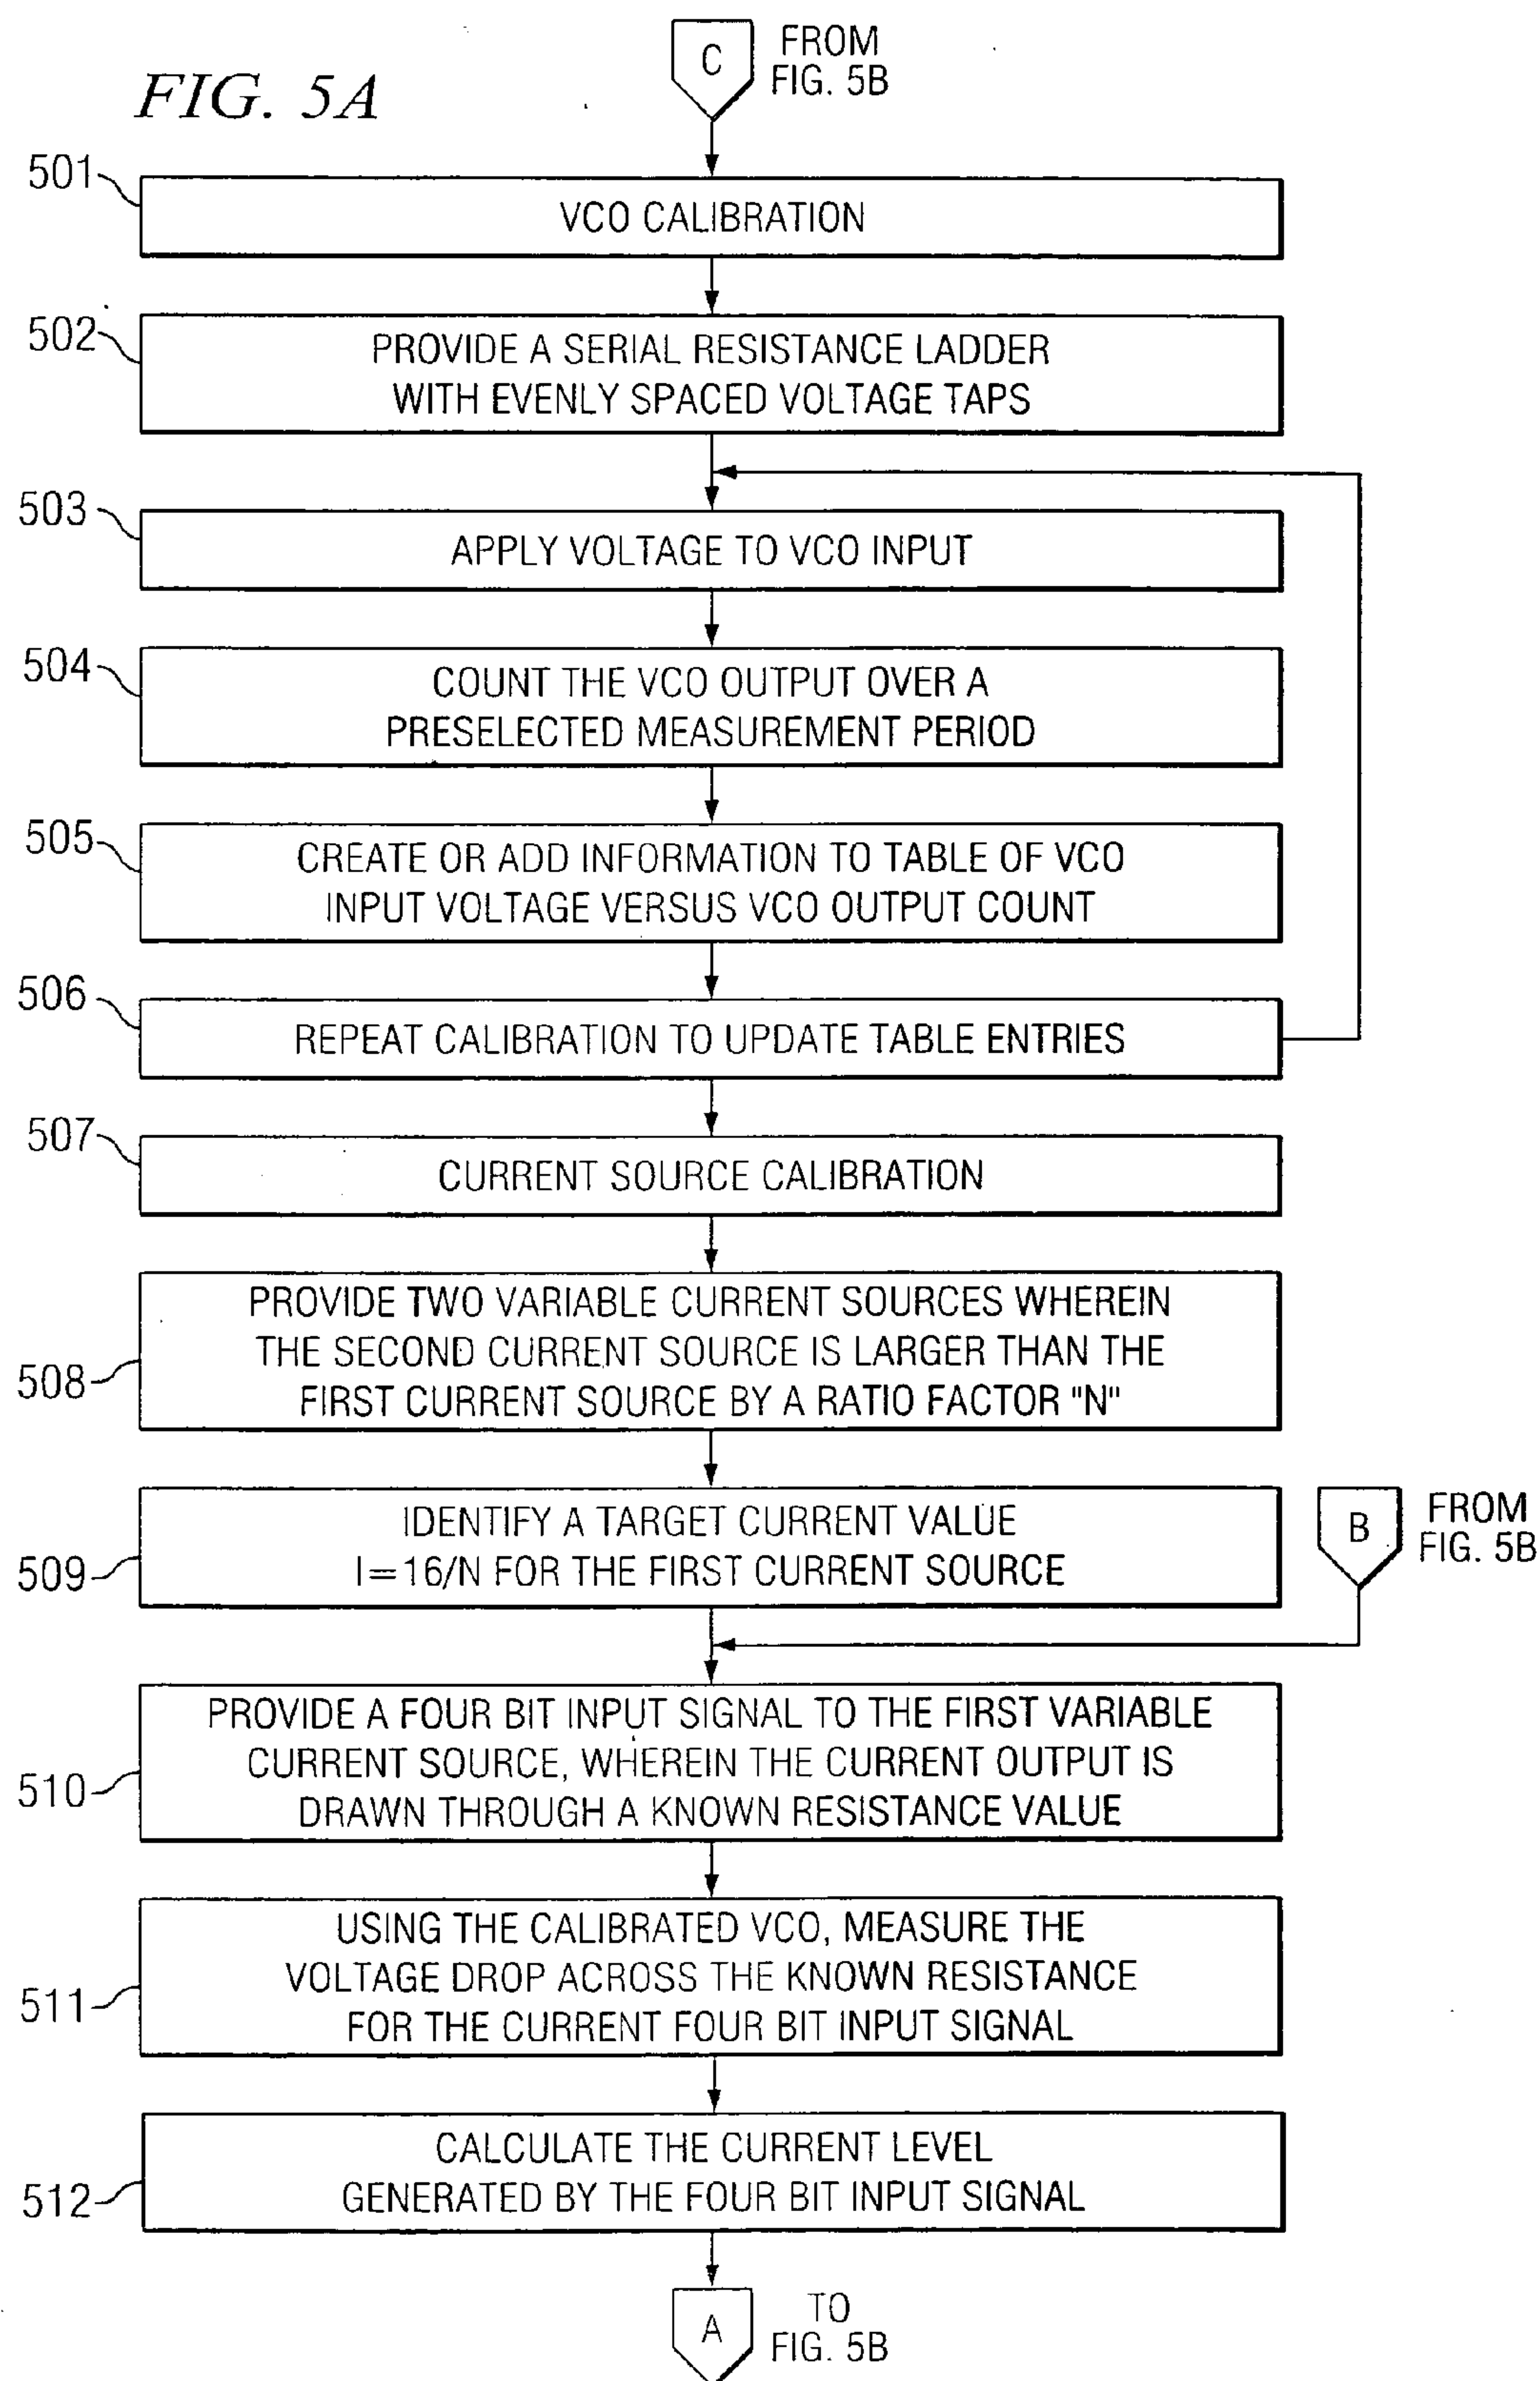 FIG. 5A
C
FROM
FIG. 5B
501
VCO CALIBRATION
502
PROVIDE A SERIAL RESISTANCE LADDER
WITH EVENLY SPACED VOLTAGE TAPS
503
APPLY VOLTAGE TO VCO INPUT
504
COUNT THE VCO OUTPUT OVER A
PRESELECTED MEASUREMENT PERIOD
505
CREATE OR ADD INFORMATION TO TABLE OF VCO
INPUT VOLTAGE VERSUS VCO OUTPUT COUNT
506
REPEAT CALIBRATION TO UPDATE TABLE ENTRIES
507
CURRENT SOURCE CALIBRATION
508
PROVIDE TWO VARIABLE CURRENT SOURCES WHEREIN
THE SECOND CURRENT SOURCE IS LARGER THAN THE
FIRST CURRENT SOURCE BY A RATIO FACTOR "N"
509
IDENTIFY A TARGET CURRENT VALUE
I=16/N FOR THE FIRST CURRENT SOURCE
B
FROM
FIG. 5B
510
PROVIDE A FOUR BIT INPUT SIGNAL TO THE FIRST VARIABLE
CURRENT SOURCE, WHEREIN THE CURRENT OUTPUT IS
DRAWN THROUGH A KNOWN RESISTANCE VALUE
511
USING THE CALIBRATED VCO, MEASURE THE
VOLTAGE DROP ACROSS THE KNOWN RESISTANCE
FOR THE CURRENT FOUR BIT INPUT SIGNAL
512
CALCULATE THE CURRENT LEVEL
GENERATED BY THE FOUR BIT INPUT SIGNAL
A
TO
FIG. 5B